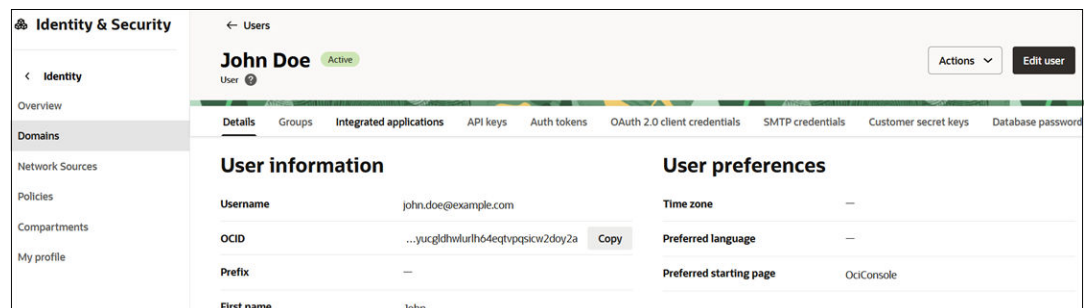 Identity & Security
← Users
John Doe Active
User ?
Actions
Edit user
< Identity
Overview
Domains
Network Sources
Policies
Compartments
My profile
Details Groups Integrated applications API keys Auth tokens OAuth 2.0 client credentials SMTP credentials Customer secret keys Database password
User information
Username john.doe@example.com
OCID ...yucgldhwlurlh64eqtvpqsicw2doy2a Copy
Prefix —
First name John
User preferences
Time zone —
Preferred language —
Preferred starting page OciConsole